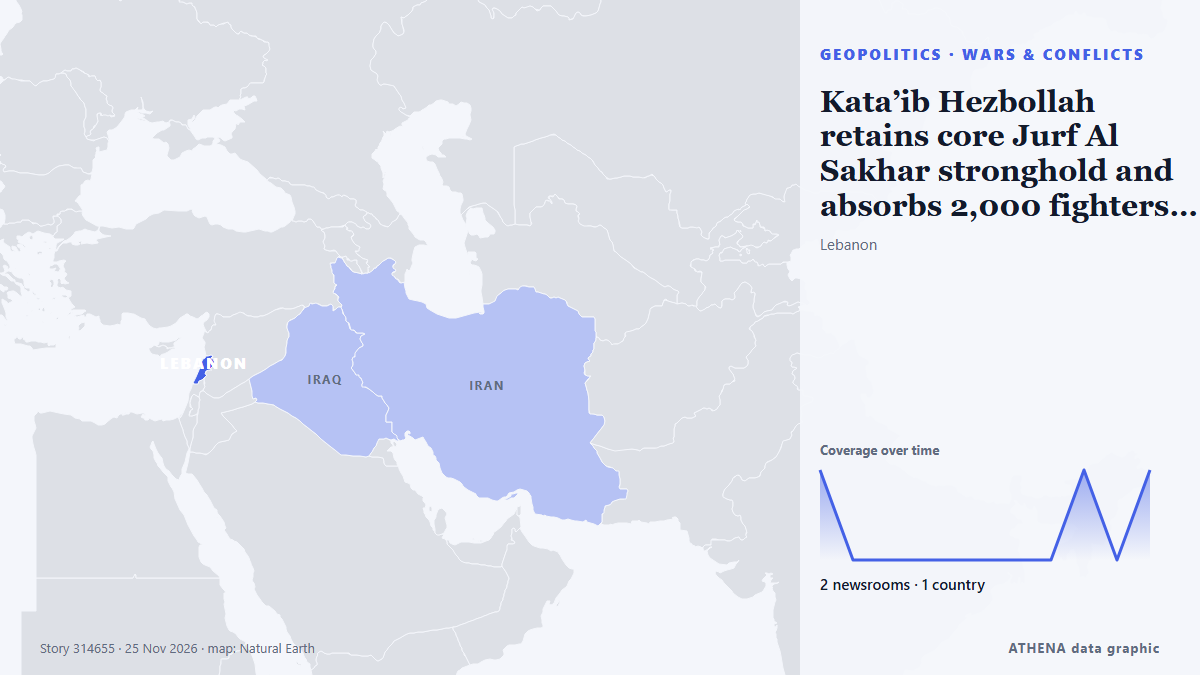 GEOPOLITICS · WARS & CONFLICTS
Kata’ib Hezbollah
retains core Jurf Al
Sakhar stronghold and
absorbs 2,000 fighters...
Lebanon
LEBANON
IRAQ
IRAN
Coverage over time
2 newsrooms · 1 country
Story 314655 · 25 Nov 2026 · map: Natural Earth
ATHENA data graphic